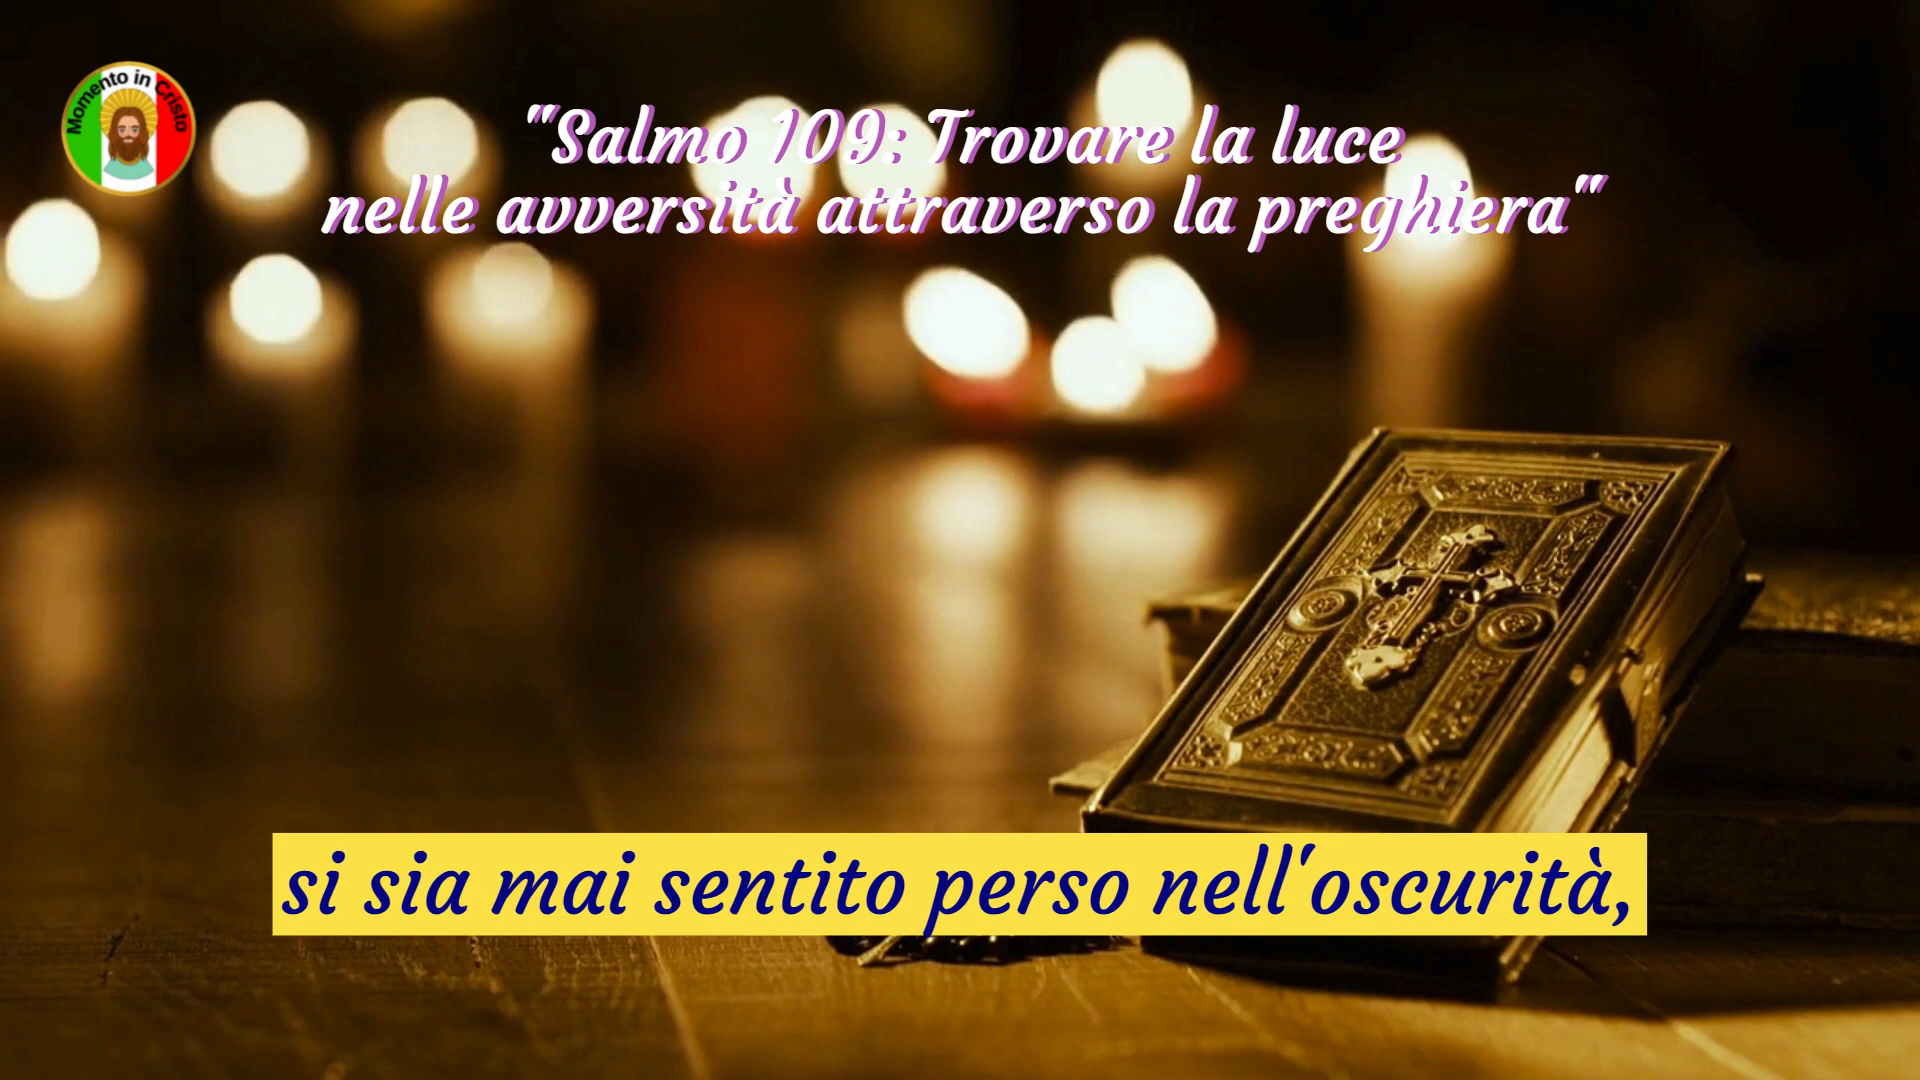 Momento in Cristo
"Salmo 109: Trovare la luce
nelle avversità attraverso la preghiera"
si sia mai sentito perso nell'oscurità,